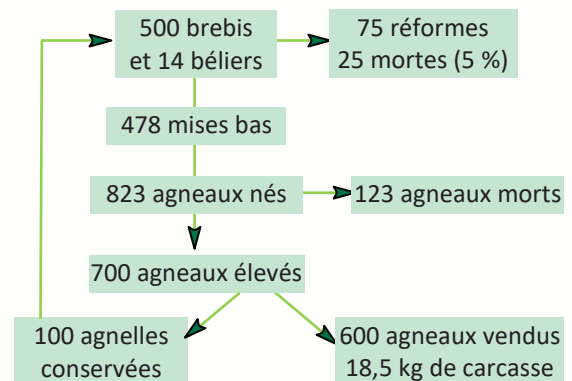 500 brebis
et 14 béliers
75 réformes
25 mortes (5 %)
478 mises bas
823 agneaux nés
123 agneaux morts
700 agneaux élevés
100 agnelles
conservées
600 agneaux vendus
18,5 kg de carcasse